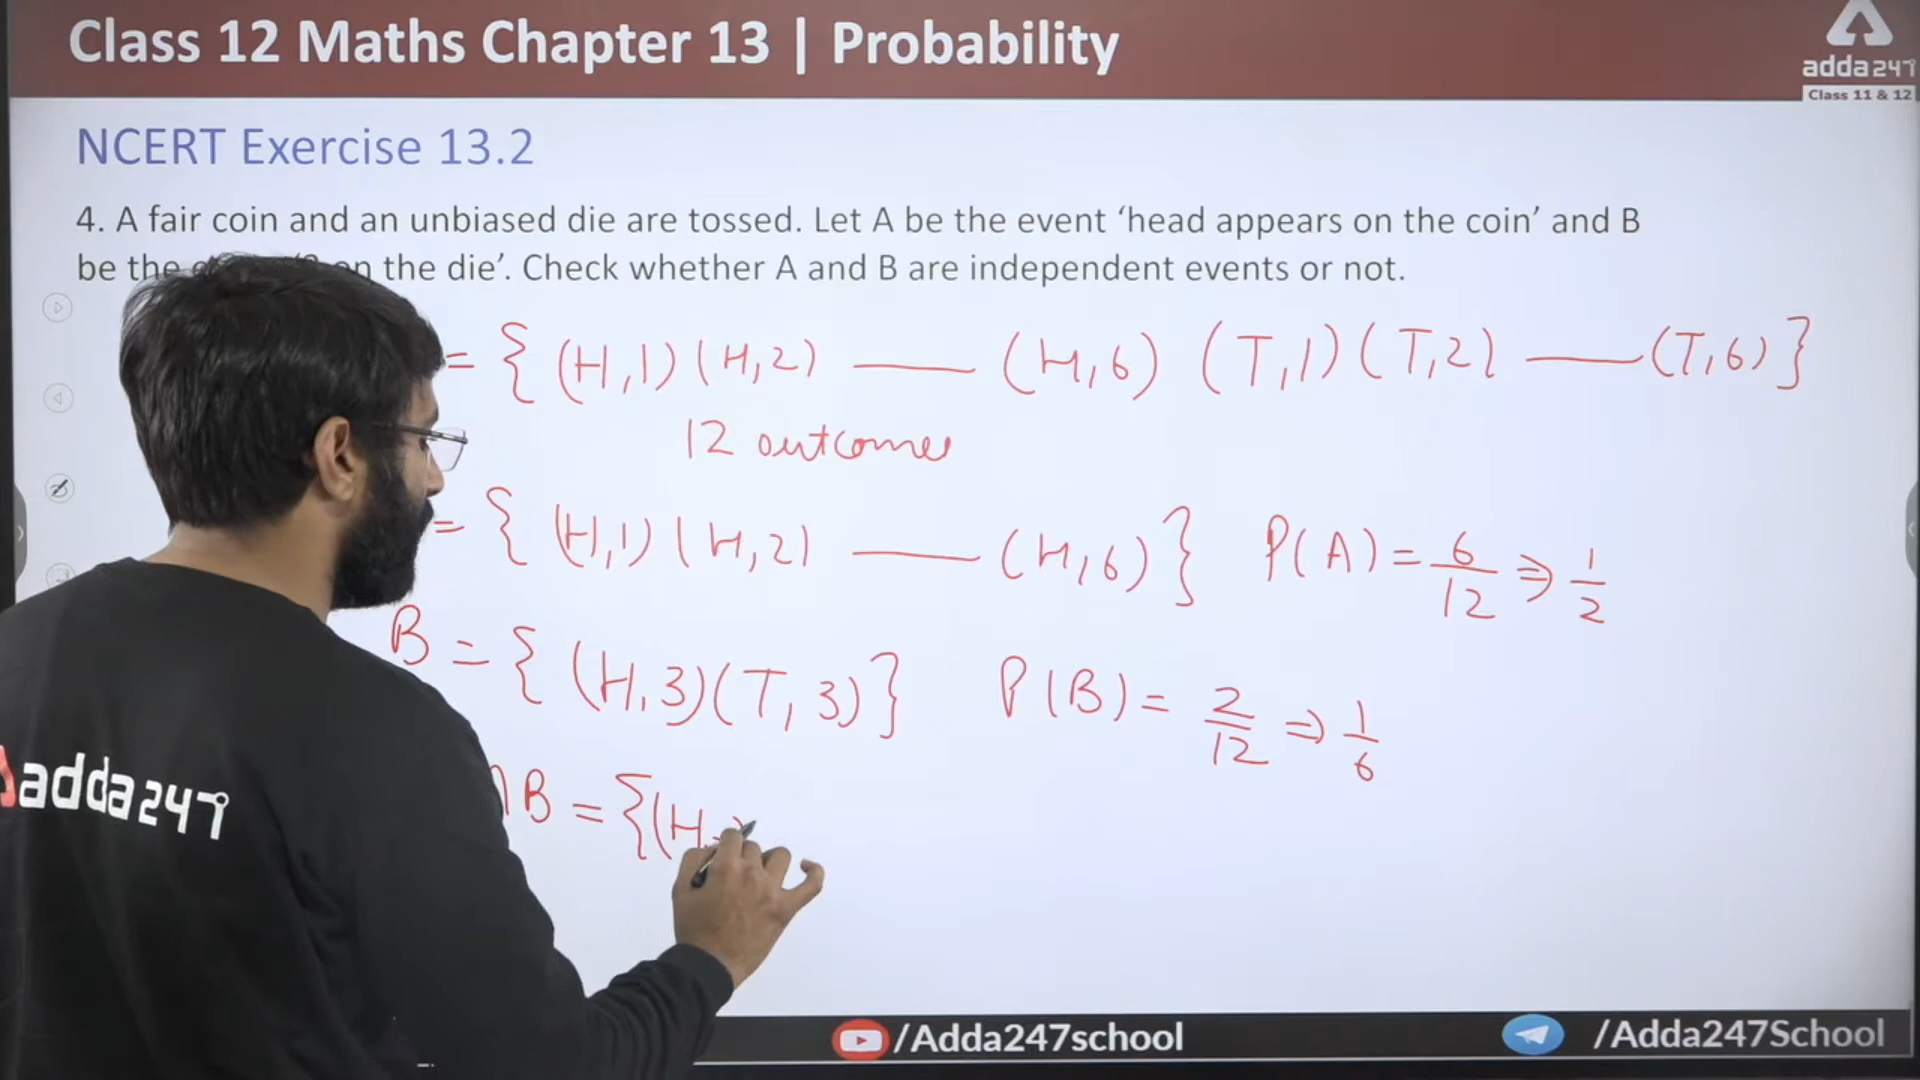 Class 12 Maths Chapter 13 | Probability
adda247
Class 11 & 12
NCERT Exercise 13.2
4. A fair coin and an unbiased die are tossed. Let A be the event ‘head appears on the coin’ and B
be the on the die’. Check whether A and B are independent events or not.
= { (H,1) (H,2) —— (H,6) (T,1) (T,2) —— (T,6) }
12 outcomes
= { (H,1) (H,2) —— (H,6) } P(A) = 6/12 ⇒ 1/2
B = { (H,3) (T,3) } P(B) = 2/12 ⇒ 1/6
∩ B = { (H,
adda247
/Adda247school
/Adda247School